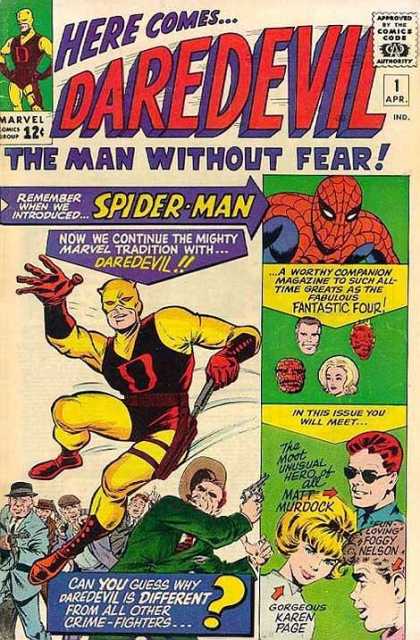 HERE COMES...
DAREDEVIL
APPROVED
BY THE
COMICS
CODE
AUTHORITY
MARVEL
COMICS
GROUP
12¢
1
APR.
IND.
THE MAN WITHOUT FEAR!
REMEMBER
WHEN WE
INTRODUCED...
SPIDER-MAN
NOW WE CONTINUE THE MIGHTY
MARVEL TRADITION WITH...
DAREDEVIL!!
D
...A WORTHY COMPANION
MAGAZINE TO SUCH ALL-
TIME GREATS AS THE
FABULOUS
FANTASTIC FOUR!
IN THIS ISSUE YOU
WILL MEET...
The
Most
UNUSUAL
HERO of
all
MATT
MURDOCK
"FUN-
LOVING"
FOGGY
NELSON
GORGEOUS
KAREN
PAGE
CAN YOU GUESS WHY
DAREDEVIL IS DIFFERENT
FROM ALL OTHER
CRIME-FIGHTERS---
?